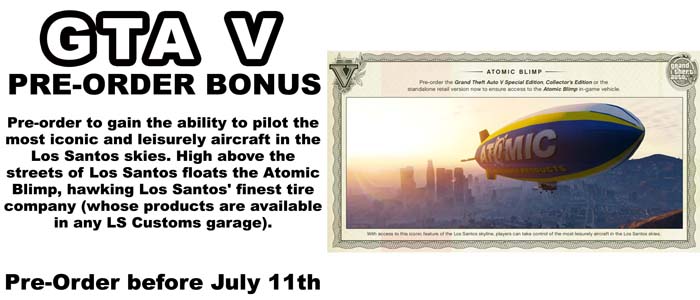 GTA V
PRE-ORDER BONUS
Pre-order to gain the ability to pilot the
most iconic and leisurely aircraft in the
Los Santos skies. High above the
streets of Los Santos floats the Atomic
Blimp, hawking Los Santos' finest tire
company (whose products are available
in any LS Customs garage).
Pre-Order before July 11th
V
ATOMIC BLIMP
grand
theft
auto
Pre-order the Grand Theft Auto V Special Edition, Collector's Edition or the
standalone retail version now to ensure access to the Atomic Blimp in-game vehicle.
ATOMIC
With access to this iconic feature of the Los Santos skyline, players can take control of the most leisurely aircraft in the Los Santos skies.